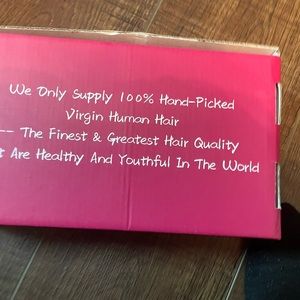 We Only Supply 100% Hand-Picked
Virgin Human Hair
-- The Finest & Greatest Hair Quality
t Are Healthy And Youthful In The World